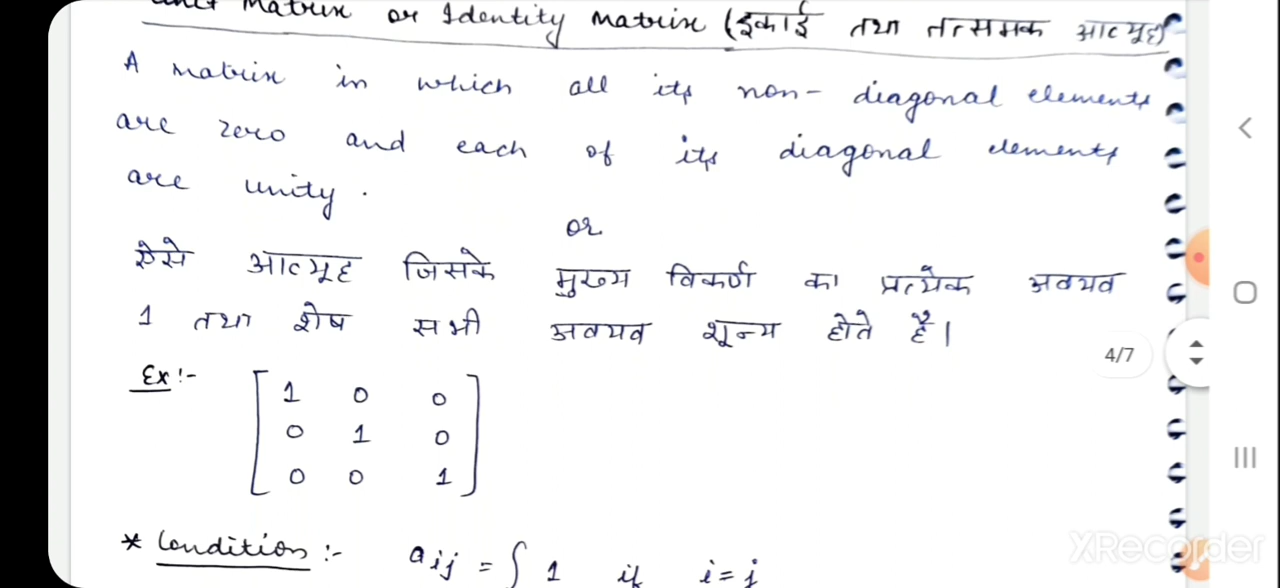 Matrix or Identity matrix (इकाई तथा तत्समक आव्यूह)
A matrix in which all its non-diagonal elements
are zero and each of its diagonal elements
are unity.
or
ऐसे आव्यूह जिसके मुख्य विकर्ण का प्रत्येक अवयव
1 तथा शेष सभी अवयव शून्य होते है।
Ex:-
1 0 0
0 1 0
0 0 1
4/7
* Condition:- aij = { 1 if i=j
XRecorder